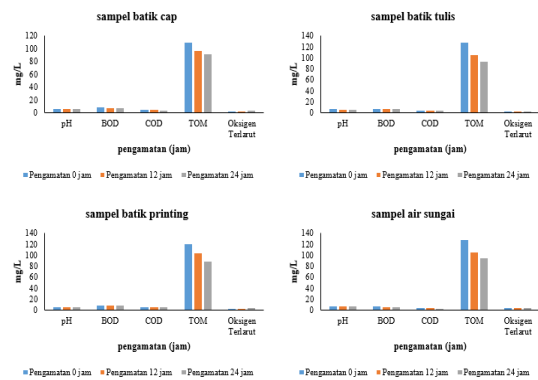 sampel batik cap
mg/L
120
100
80
60
40
20
0
pH BOD COD TOM Oksigen Terlarut
pengamatan (jam)
Pengamatan 0 jam Pengamatan 12 jam Pengamatan 24 jam
sampel batik tulis
mg/L
140
120
100
80
60
40
20
0
pH BOD COD TOM Oksigen Terlarut
pengamatan (jam)
Pengamatan 0 jam Pengamatan 12 jam Pengamatan 24 jam
sampel batik printing
mg/L
140
120
100
80
60
40
20
0
pH BOD COD TOM Oksigen Terlarut
pengamatan (jam)
Pengamatan 0 jam Pengamatan 12 jam Pengamatan 24 jam
sampel air sungai
mg/L
140
120
100
80
60
40
20
0
pH BOD COD TOM Oksigen Terlarut
pengamatan (jam)
Pengamatan 0 jam Pengamatan 12 jam Pengamatan 24 jam